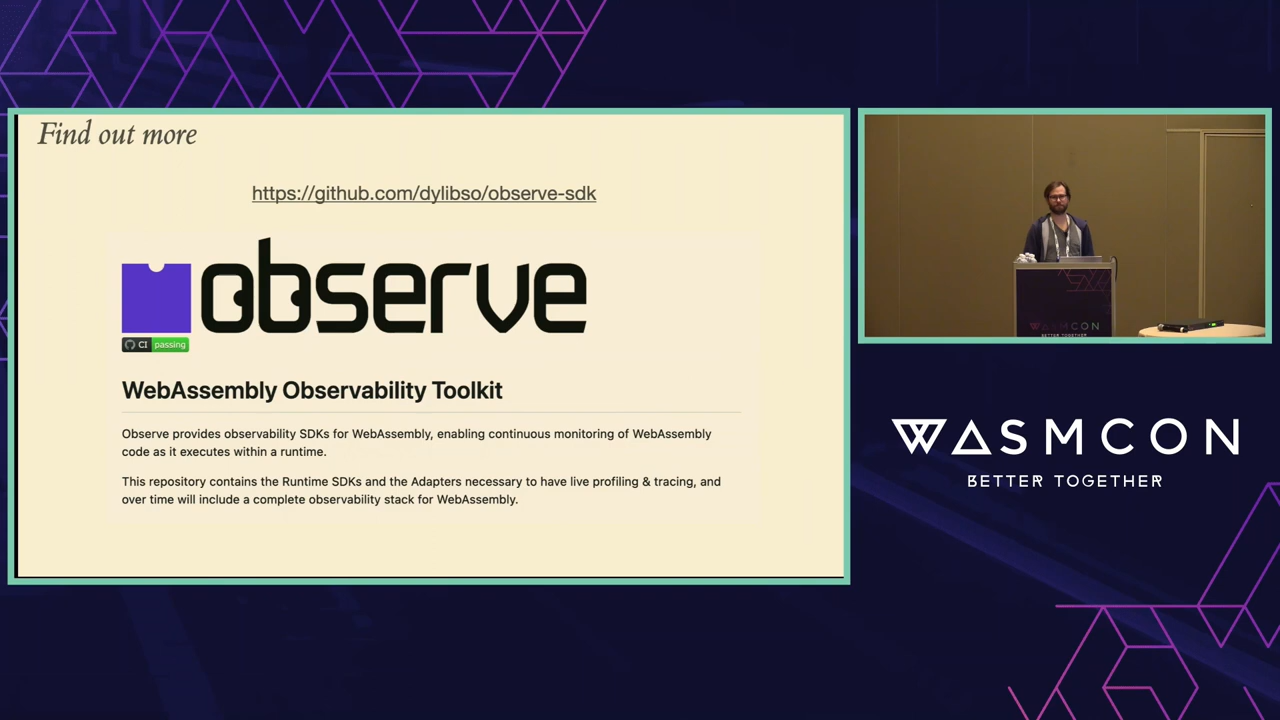 Find out more
https://github.com/dylibso/observe-sdk
observe
CI passing
WebAssembly Observability Toolkit
Observe provides observability SDKs for WebAssembly, enabling continuous monitoring of WebAssembly
code as it executes within a runtime.
This repository contains the Runtime SDKs and the Adapters necessary to have live profiling & tracing, and
over time will include a complete observability stack for WebAssembly.
WASMCON
BETTER TOGETHER
WASMCON
BETTER TOGETHER